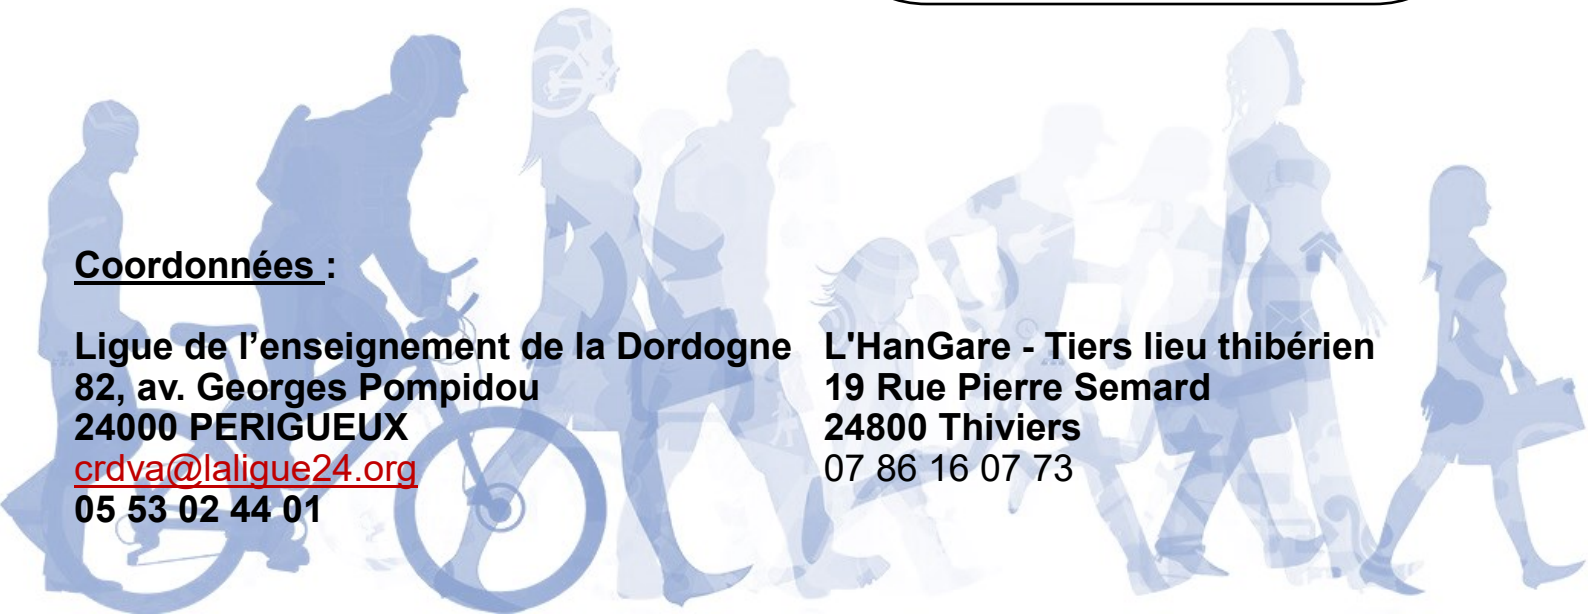 Coordonnées :
Ligue de l’enseignement de la Dordogne
82, av. Georges Pompidou
24000 PERIGUEUX
crdva@laligue24.org
05 53 02 44 01
L'HanGare - Tiers lieu thibérien
19 Rue Pierre Semard
24800 Thiviers
07 86 16 07 73